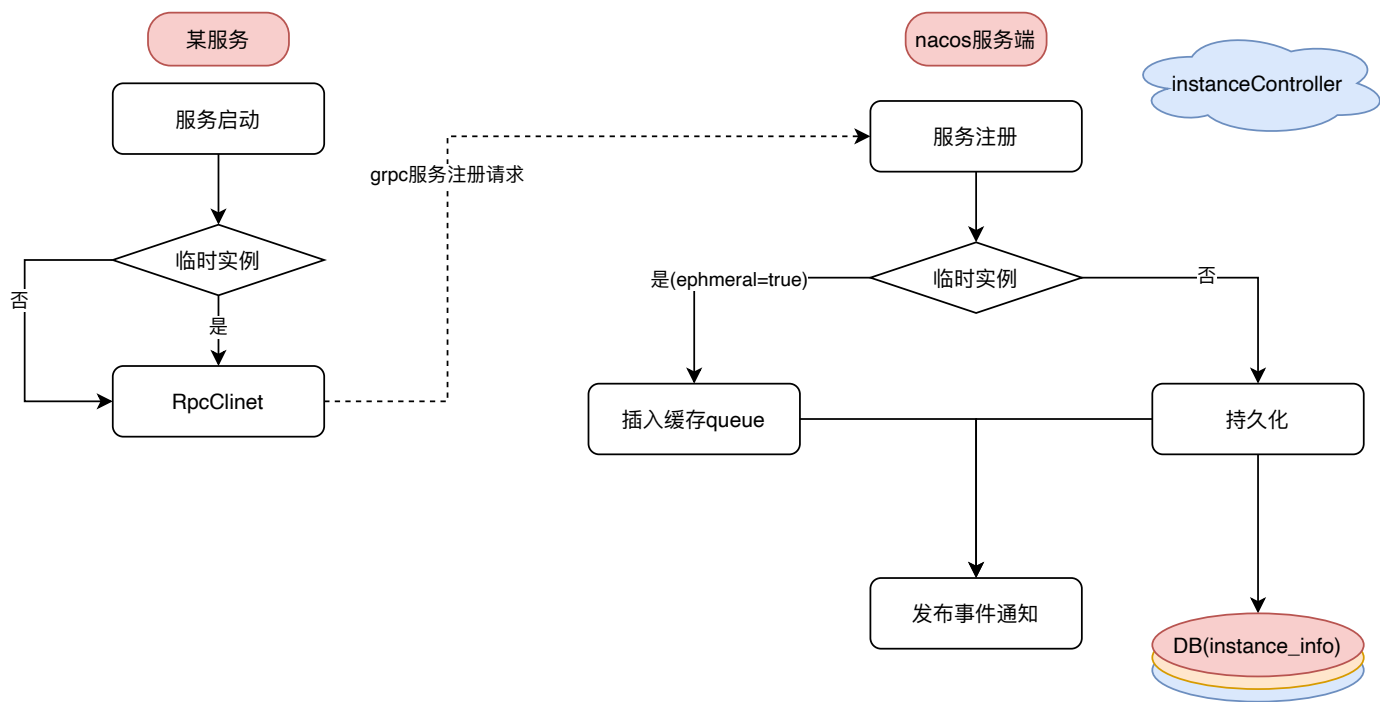 某服务
nacos服务端
instanceController
服务启动
服务注册
grpc服务注册请求
临时实例
临时实例
是(ephmeral=true)
否
否
是
RpcClinet
插入缓存queue
持久化
发布事件通知
DB(instance_info)